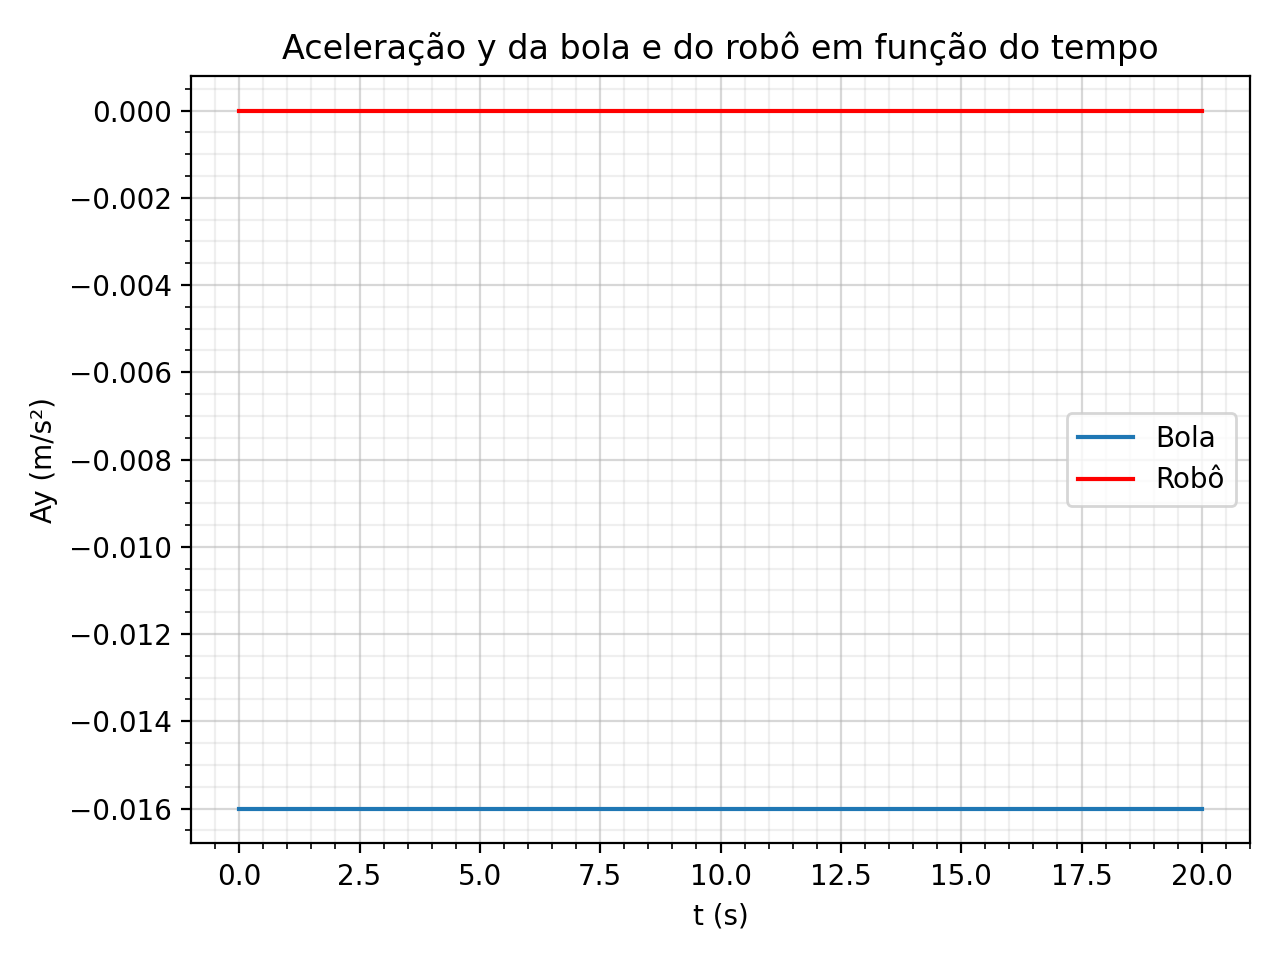 Aceleração y da bola e do robô em função do tempo
0.000
−0.002
−0.004
−0.006
−0.008
−0.010
−0.012
−0.014
−0.016
Ay (m/s²)
Bola
Robô
0.0 2.5 5.0 7.5 10.0 12.5 15.0 17.5 20.0
t (s)